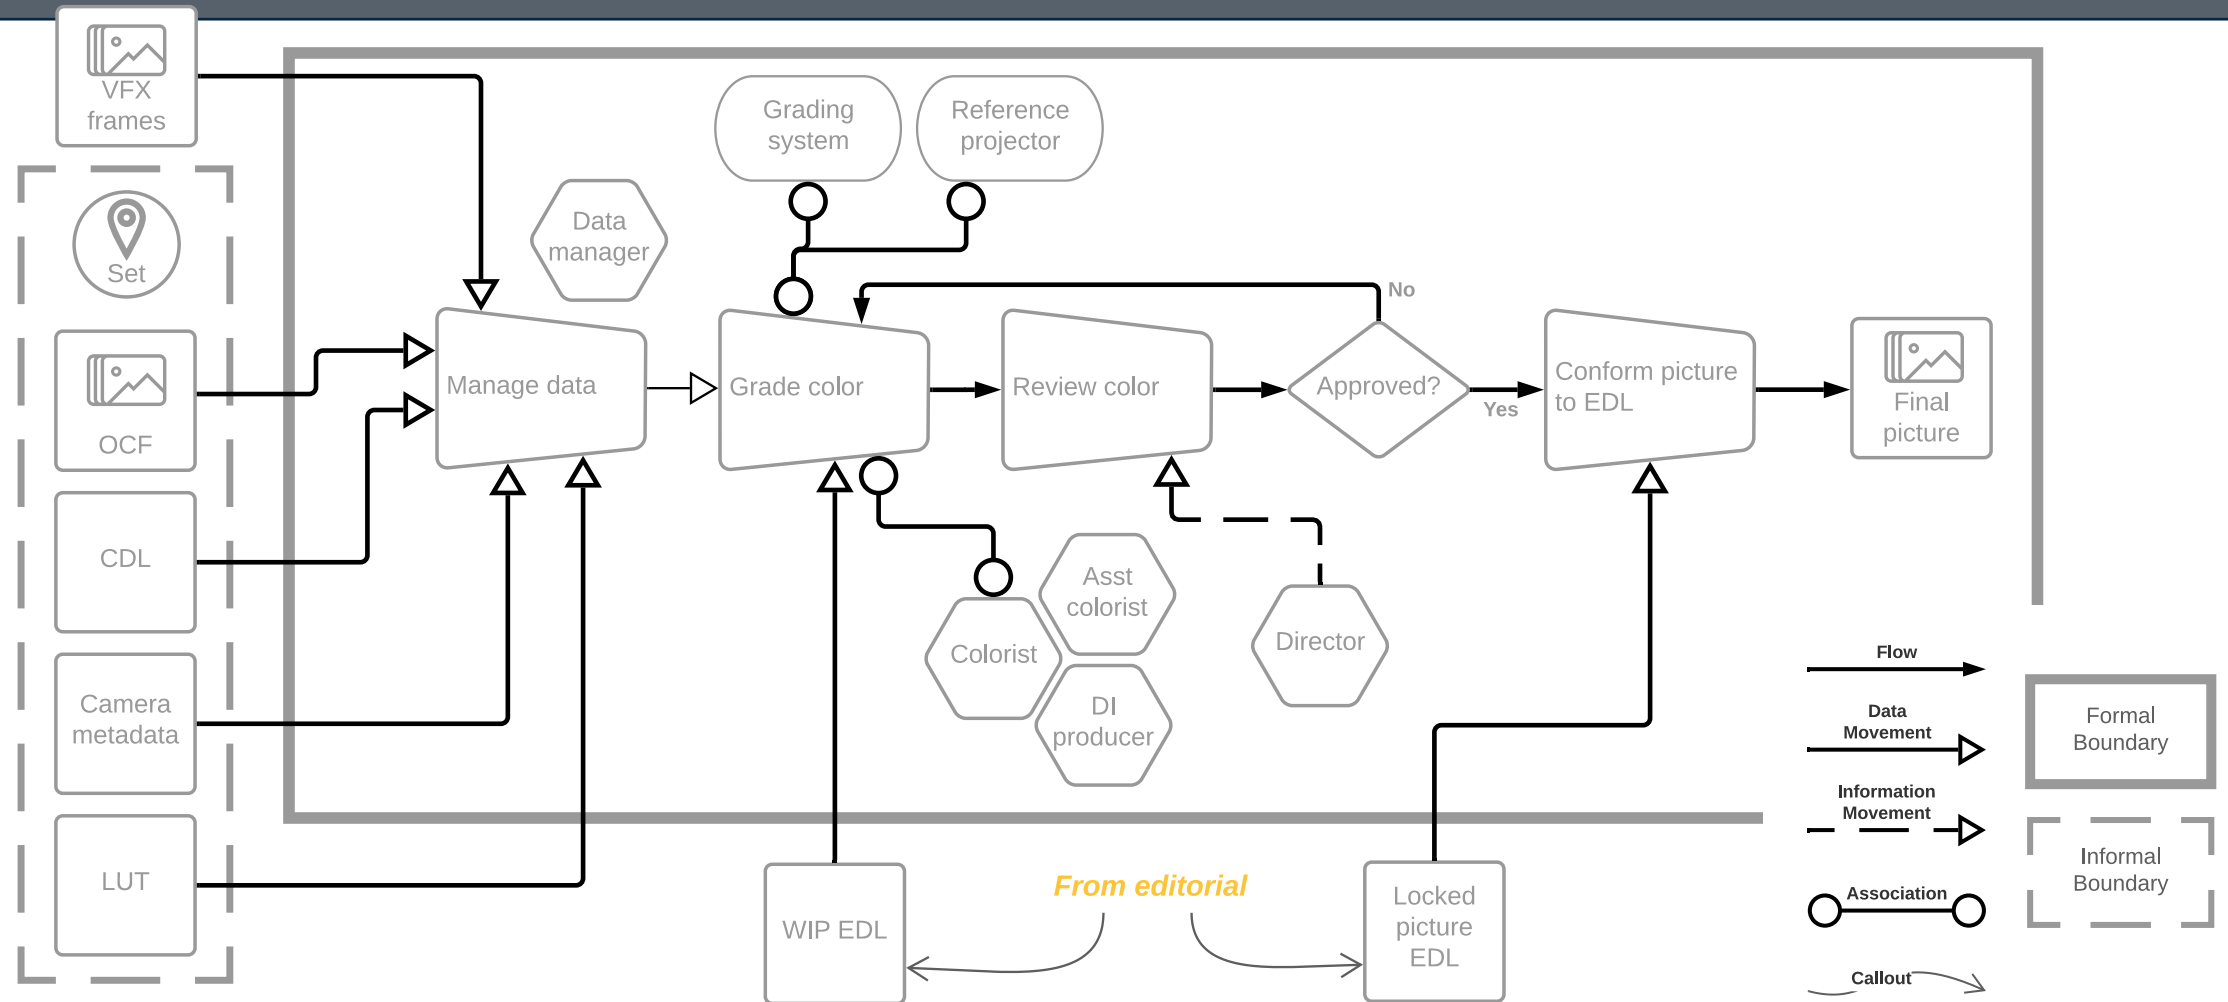 VFX
frames
Set
OCF
CDL
Camera
metadata
LUT
Data
manager
Manage data
Grading
system
Reference
projector
Grade color
Review color
No
Approved?
Yes
Conform picture
to EDL
Final
picture
Colorist
Asst
colorist
DI
producer
Director
WIP EDL
From editorial
Locked
picture
EDL
Flow
Data
Movement
Information
Movement
Association
Callout
Formal
Boundary
Informal
Boundary